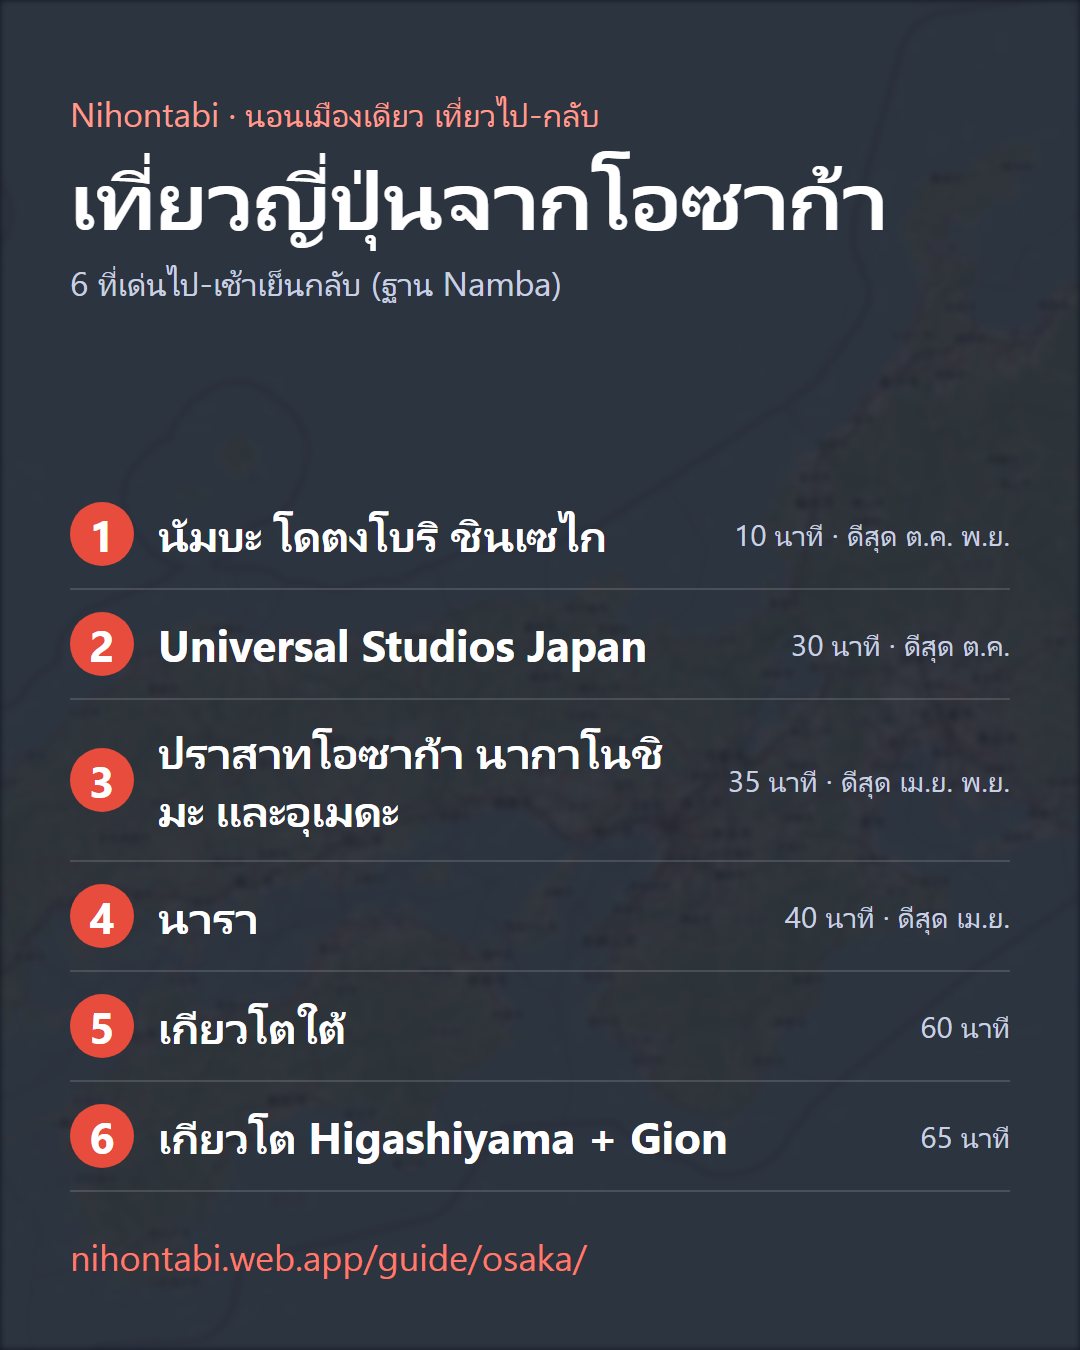 Nihontabi · นอนเมืองเดียว เที่ยวไป-กลับ
เที่ยวญี่ปุ่นจากโอซาก้า
6 ที่เด่นไป-เช้าเย็นกลับ (ฐาน Namba)
1 นัมบะ โดตงโบริ ชินเซไก 10 นาที · ดีสุด ต.ค. พ.ย.
2 Universal Studios Japan 30 นาที · ดีสุด ต.ค.
3 ปราสาทโอซาก้า นากาโนชิ
มะ และอุเมดะ 35 นาที · ดีสุด เม.ย. พ.ย.
4 นารา 40 นาที · ดีสุด เม.ย.
5 เกียวโตใต้ 60 นาที
6 เกียวโต Higashiyama + Gion 65 นาที
nihontabi.web.app/guide/osaka/